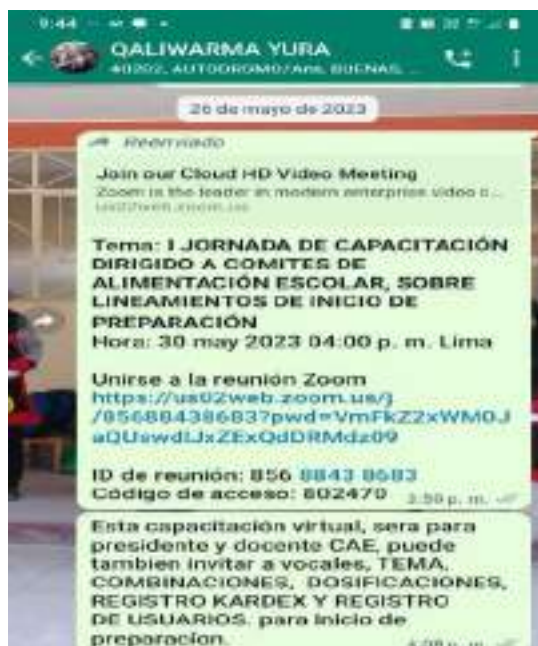 9:44
QALIWARMA YURA
40202, AUTODROMO/Ans, BUENAS, ...
26 de mayo de 2023
Reenviado
Join our Cloud HD Video Meeting
Zoom is the leader in modern enterprise video c...
us02web.zoom.us
Tema: I JORNADA DE CAPACITACIÓN
DIRIGIDO A COMITES DE
ALIMENTACIÓN ESCOLAR, SOBRE
LINEAMIENTOS DE INICIO DE
PREPARACIÓN
Hora: 30 may 2023 04:00 p. m. Lima
Unirse a la reunión Zoom
https://us02web.zoom.us/j
/85688438683?pwd=VmFkZ2xWM0J
ID de reunión: 856 8843 8683
Código de acceso: 802470 3:50 p. m.
Esta capacitación virtual, sera para
presidente y docente CAE, puede
tambien invitar a vocales, TEMA.
COMBINACIONES, DOSIFICACIONES,
REGISTRO KARDEX Y REGISTRO
DE USUARIOS. para inicio de
preparacion.